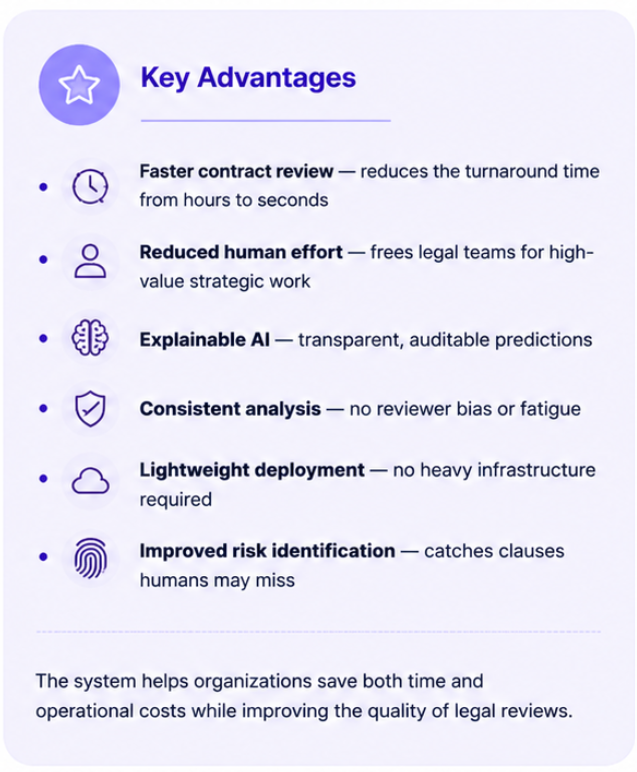 Key Advantages
Faster contract review — reduces the turnaround time
from hours to seconds
Reduced human effort — frees legal teams for high-
value strategic work
Explainable AI — transparent, auditable predictions
Consistent analysis — no reviewer bias or fatigue
Lightweight deployment — no heavy infrastructure
required
Improved risk identification — catches clauses
humans may miss
The system helps organizations save both time and
operational costs while improving the quality of legal reviews.